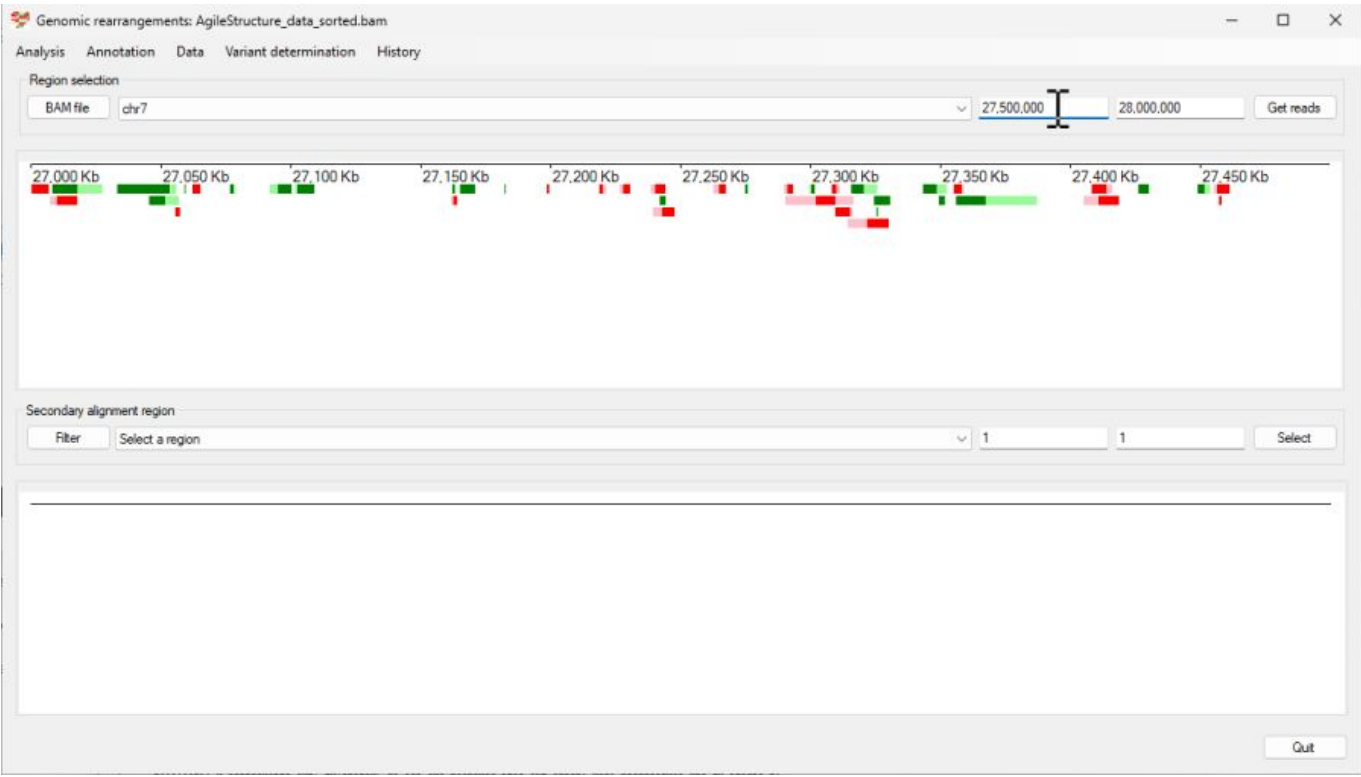 Genomic rearrangements: AgileStructure_data_sorted.bam
Analysis Annotation Data Variant determination History
Region selection
BAM file chr7 27,500,000 28,000,000 Get reads
27,000 Kb 27,050 Kb 27,100 Kb 27,150 Kb 27,200 Kb 27,250 Kb 27,300 Kb 27,350 Kb 27,400 Kb 27,450 Kb
Secondary alignment region
Filter Select a region 1 1 Select
Quit